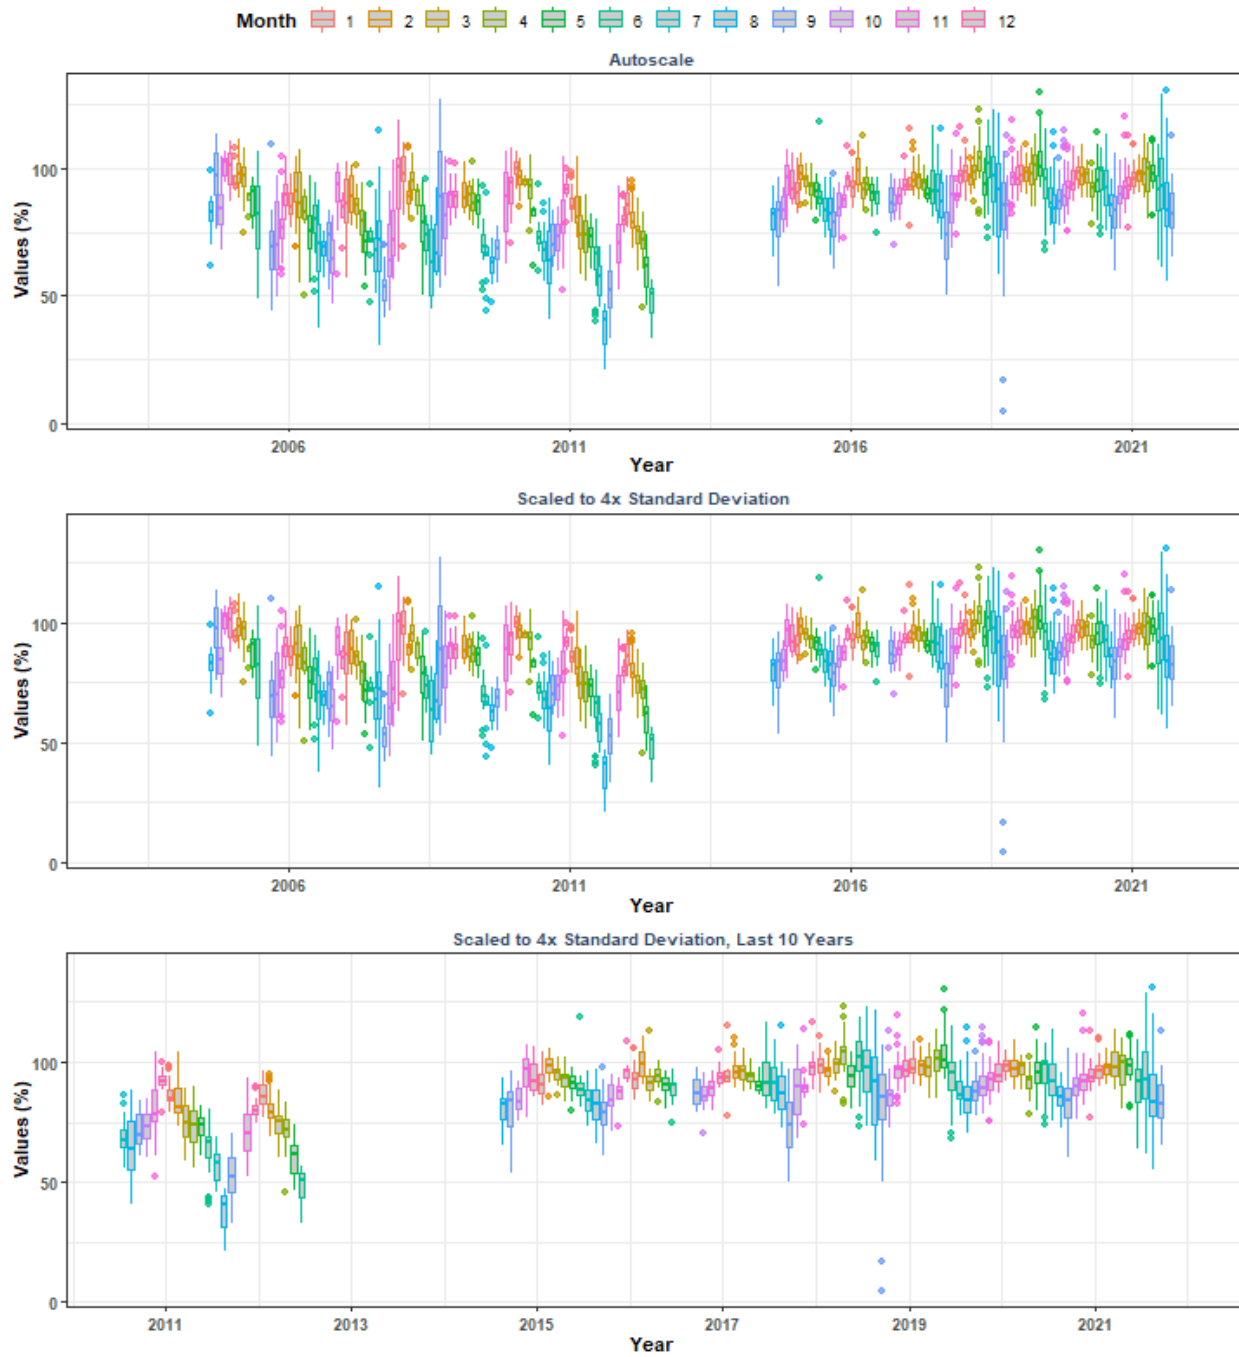 Month 1 2 3 4 5 6 7 8 9 10 11 12
Autoscale
Values (%)
100
50
0
2006 2011 2016 2021
Year
Scaled to 4x Standard Deviation
Values (%)
100
50
0
2006 2011 2016 2021
Year
Scaled to 4x Standard Deviation, Last 10 Years
Values (%)
100
50
0
2011 2013 2015 2017 2019 2021
Year